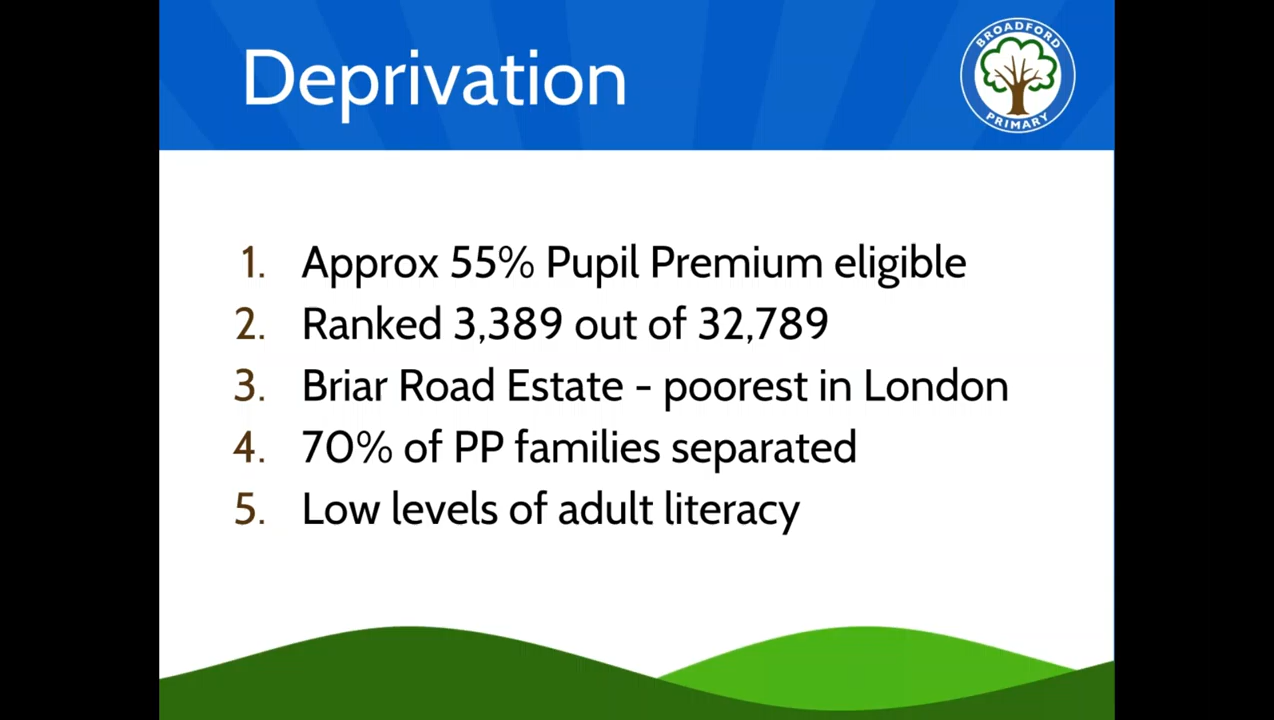 Deprivation
BROADFORD
PRIMARY
1. Approx 55% Pupil Premium eligible
2. Ranked 3,389 out of 32,789
3. Briar Road Estate - poorest in London
4. 70% of PP families separated
5. Low levels of adult literacy